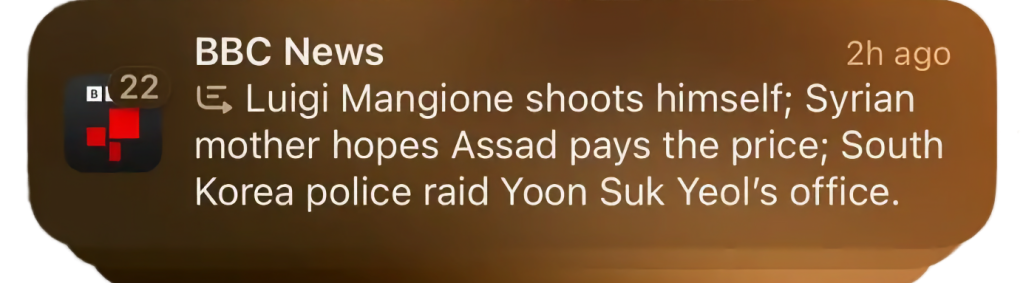 BBC News
2h ago
22
B
Luigi Mangione shoots himself; Syrian
mother hopes Assad pays the price; South
Korea police raid Yoon Suk Yeol's office.